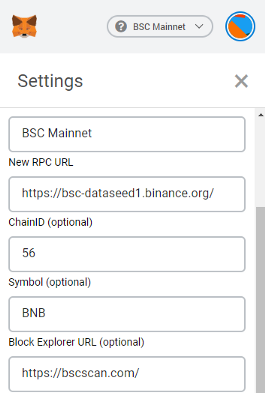 BSC Mainnet
Settings
BSC Mainnet
New RPC URL
https://bsc-dataseed1.binance.org/
ChainID (optional)
56
Symbol (optional)
BNB
Block Explorer URL (optional)
https://bscscan.com/